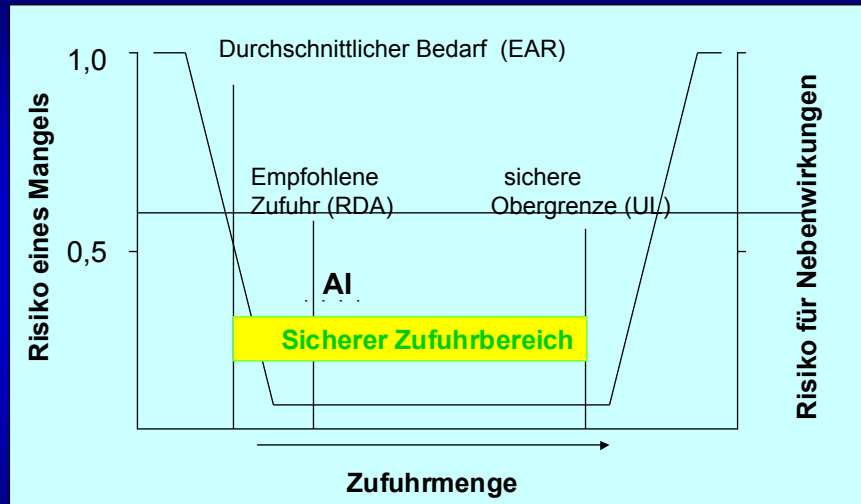 Durchschnittlicher Bedarf (EAR)
1,0
Empfohlene
Zufuhr (RDA)
sichere
Obergrenze (UL)
0,5
AI
Sicherer Zufuhrbereich
Zufuhrmenge
Risiko eines Mangels
Risiko für Nebenwirkungen